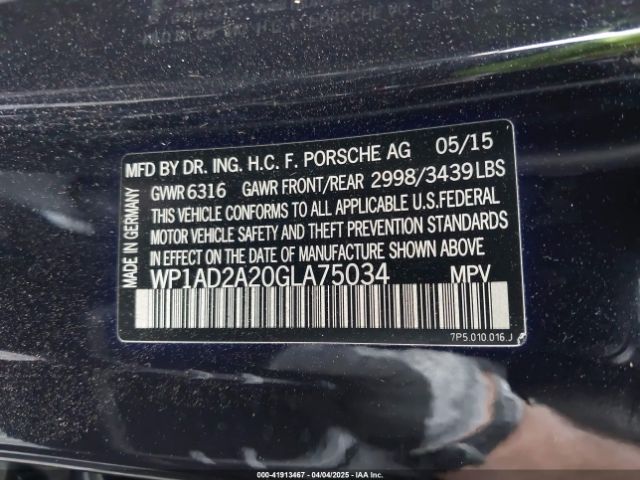 MFD BY DR. ING. H.C. F. PORSCHE AG 05/15
GVWR 6316 GAWR FRONT/REAR 2998/3439 LBS
THIS VEHICLE CONFORMS TO ALL APPLICABLE U.S.FEDERAL
MOTOR VEHICLE SAFETY AND THEFT PREVENTION STANDARDS
IN EFFECT ON THE DATE OF MANUFACTURE SHOWN ABOVE.
WP1AD2A20GLA75034 MPV
MADE IN GERMANY
7P5.010.016.J
000-41913467 - 04/04/2025 - IAAI.COM